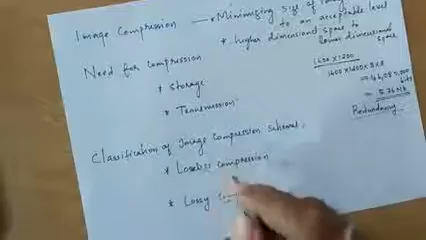 Image Compression — • Minimizing size of
to an acceptable level
• higher dimensional space to
lower dimensional
space
Need for compression
* Storage
* Transmission
1600 x 1200
Redundancy
Classification of Image Compression schemes.
* Lossless compression
* Lossy